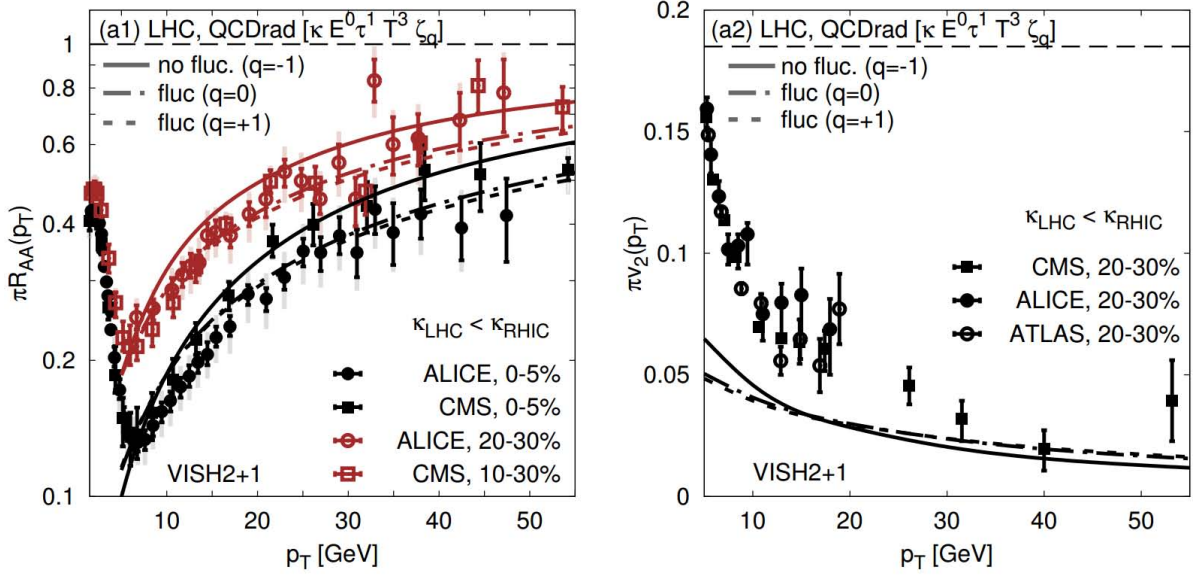 (a1) LHC, QCDrad [κ E⁰τ¹ T³ ζq]
no fluc. (q=-1)
fluc (q=0)
fluc (q=+1)
κLHC < κRHIC
ALICE, 0-5%
CMS, 0-5%
ALICE, 20-30%
CMS, 10-30%
VISH2+1
πRAA(pT)
1
0.8
0.6
0.4
0.2
0.1
0
10
20
30
40
50
pT [GeV]
(a2) LHC, QCDrad [κ E⁰τ¹ T³ ζq]
no fluc. (q=-1)
fluc (q=0)
fluc (q=+1)
κLHC < κRHIC
CMS, 20-30%
ALICE, 20-30%
ATLAS, 20-30%
VISH2+1
πv2(pT)
0.2
0.15
0.1
0.05
0
10
20
30
40
50
pT [GeV]